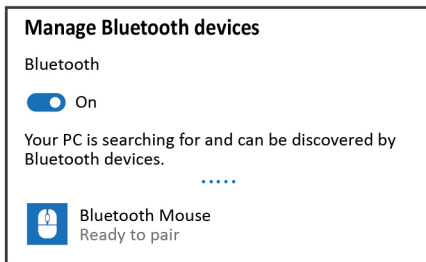 Manage Bluetooth devices
Bluetooth
On
Your PC is searching for and can be discovered by
Bluetooth devices.
Bluetooth Mouse
Ready to pair